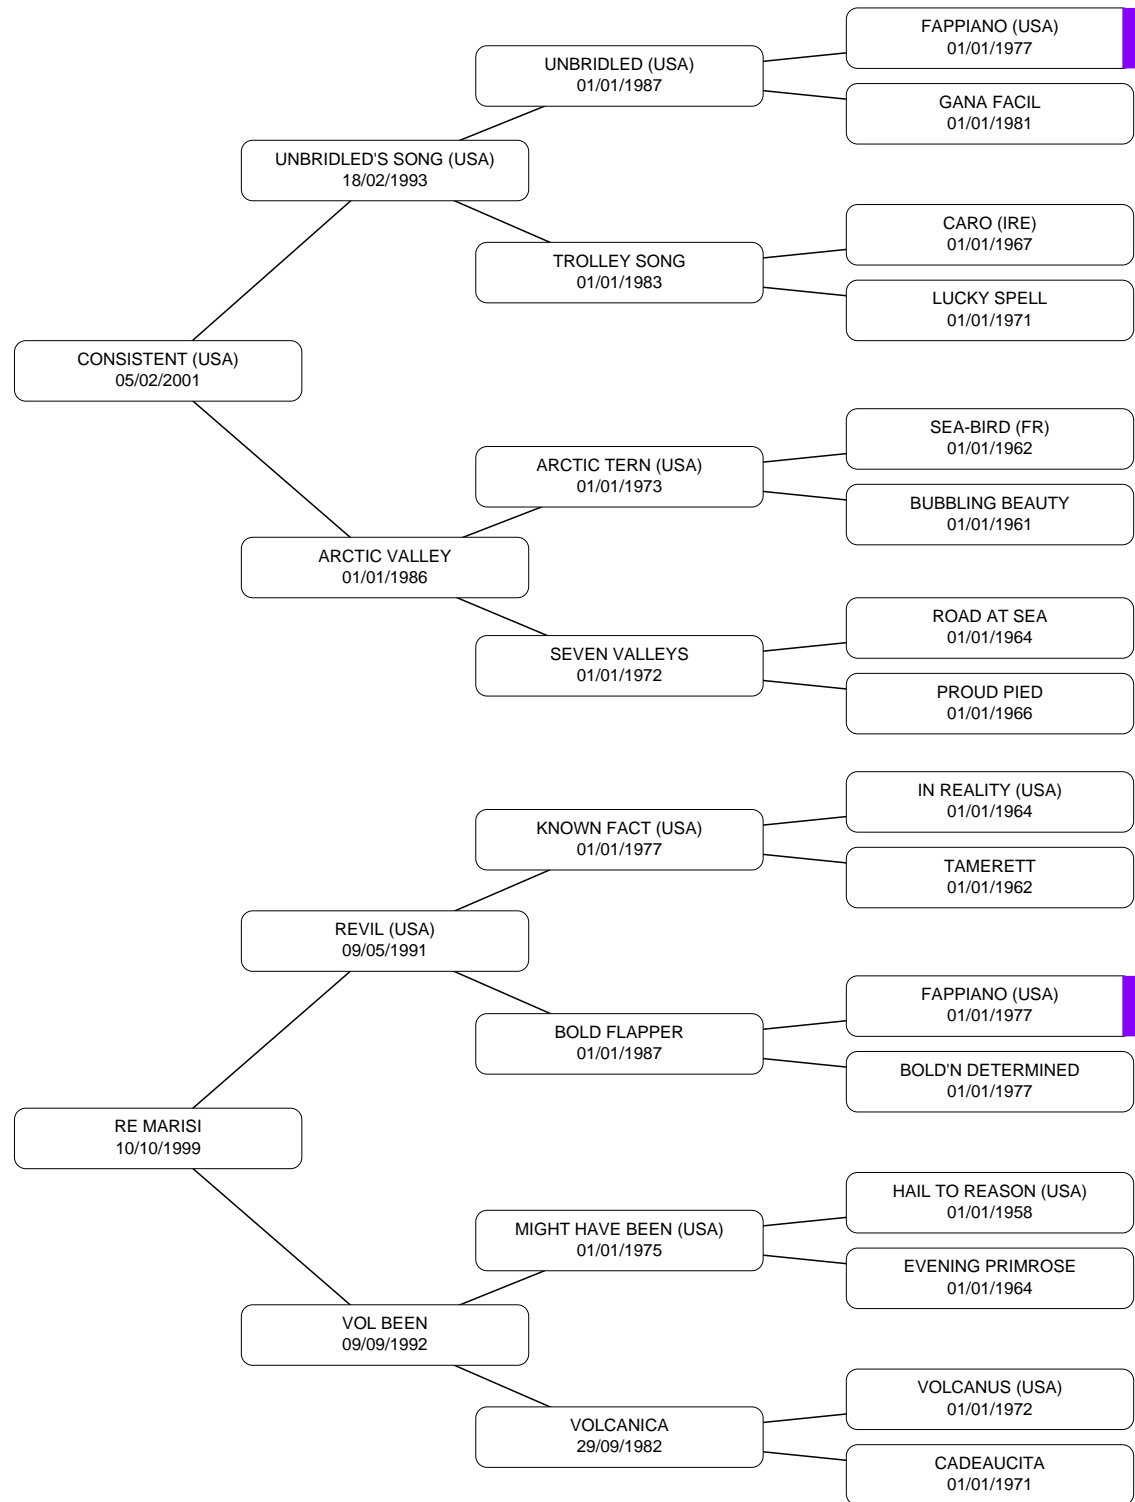 FAPPIANO (USA)
01/01/1977
UNBRIDLED (USA)
01/01/1987
GANA FACIL
01/01/1981
UNBRIDLED'S SONG (USA)
18/02/1993
CARO (IRE)
01/01/1967
TROLLEY SONG
01/01/1983
LUCKY SPELL
01/01/1971
CONSISTENT (USA)
05/02/2001
SEA-BIRD (FR)
01/01/1962
ARCTIC TERN (USA)
01/01/1973
BUBBLING BEAUTY
01/01/1961
ARCTIC VALLEY
01/01/1986
ROAD AT SEA
01/01/1964
SEVEN VALLEYS
01/01/1972
PROUD PIED
01/01/1966
IN REALITY (USA)
01/01/1964
KNOWN FACT (USA)
01/01/1977
TAMERETT
01/01/1962
REVIL (USA)
09/05/1991
FAPPIANO (USA)
01/01/1977
BOLD FLAPPER
01/01/1987
BOLD'N DETERMINED
01/01/1977
RE MARISI
10/10/1999
HAIL TO REASON (USA)
01/01/1958
MIGHT HAVE BEEN (USA)
01/01/1975
EVENING PRIMROSE
01/01/1964
VOL BEEN
09/09/1992
VOLCANUS (USA)
01/01/1972
VOLCANICA
29/09/1982
CADEAUCITA
01/01/1971